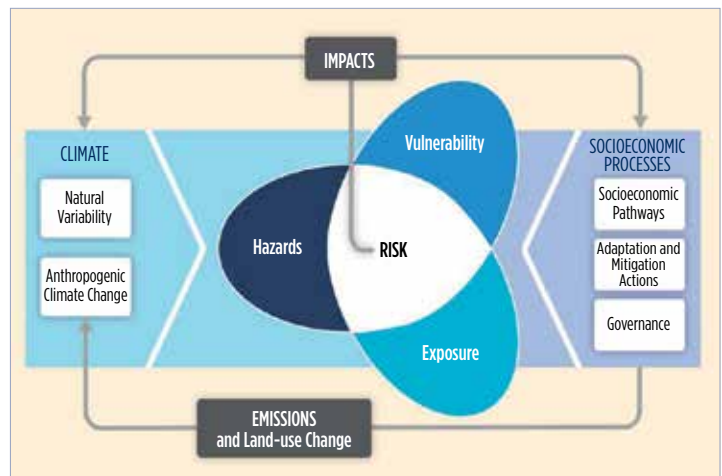 IMPACTS
CLIMATE
Natural
Variability
Anthropogenic
Climate Change
Vulnerability
Hazards
RISK
Exposure
SOCIOECONOMIC
PROCESSES
Socioeconomic
Pathways
Adaptation and
Mitigation
Actions
Governance
EMISSIONS
and Land-use Change